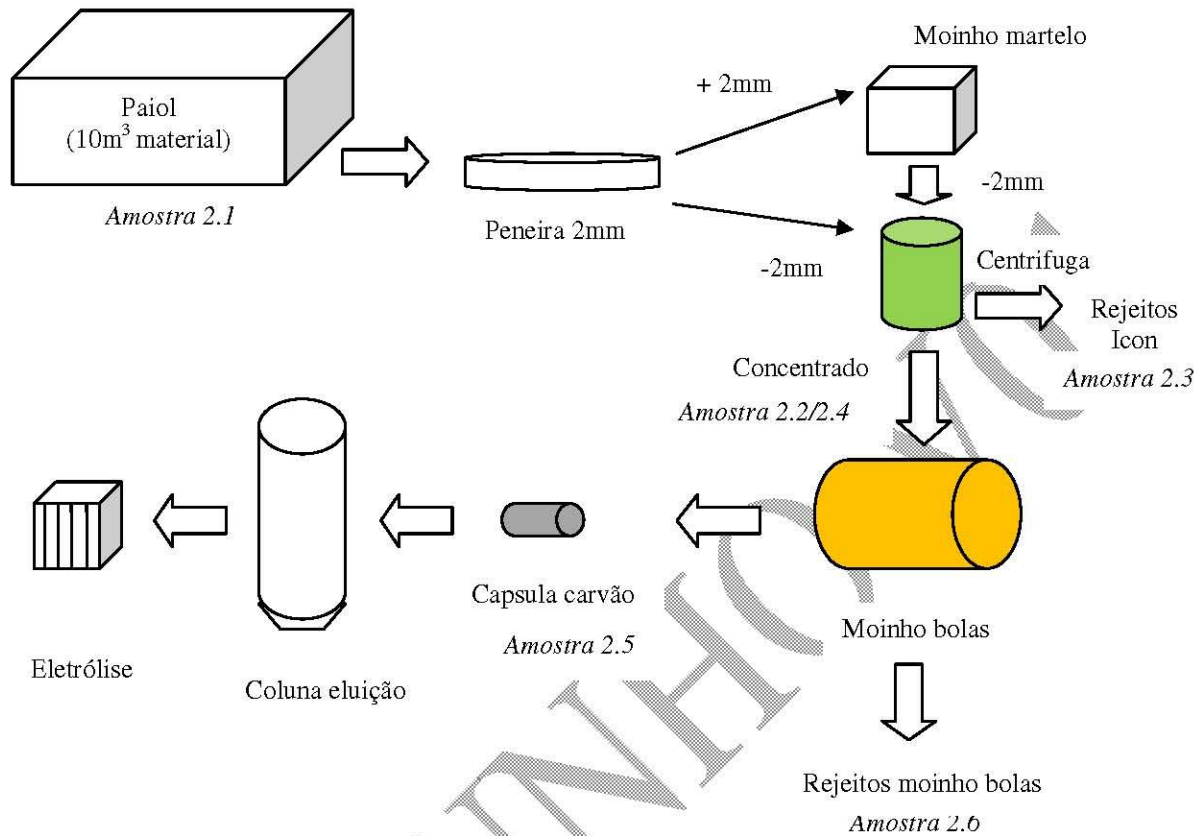 Moinho martelo
+ 2mm
Paiol
(10m³ material)
Amostra 2.1
Peneira 2mm
-2mm
-2mm
Centrifuga
Rejeitos
Icon
Amostra 2.3
Concentrado
Amostra 2.2/2.4
Capsula carvão
Amostra 2.5
Moinho bolas
Eletrólise
Coluna eluição
Rejeitos moinho bolas
Amostra 2.6